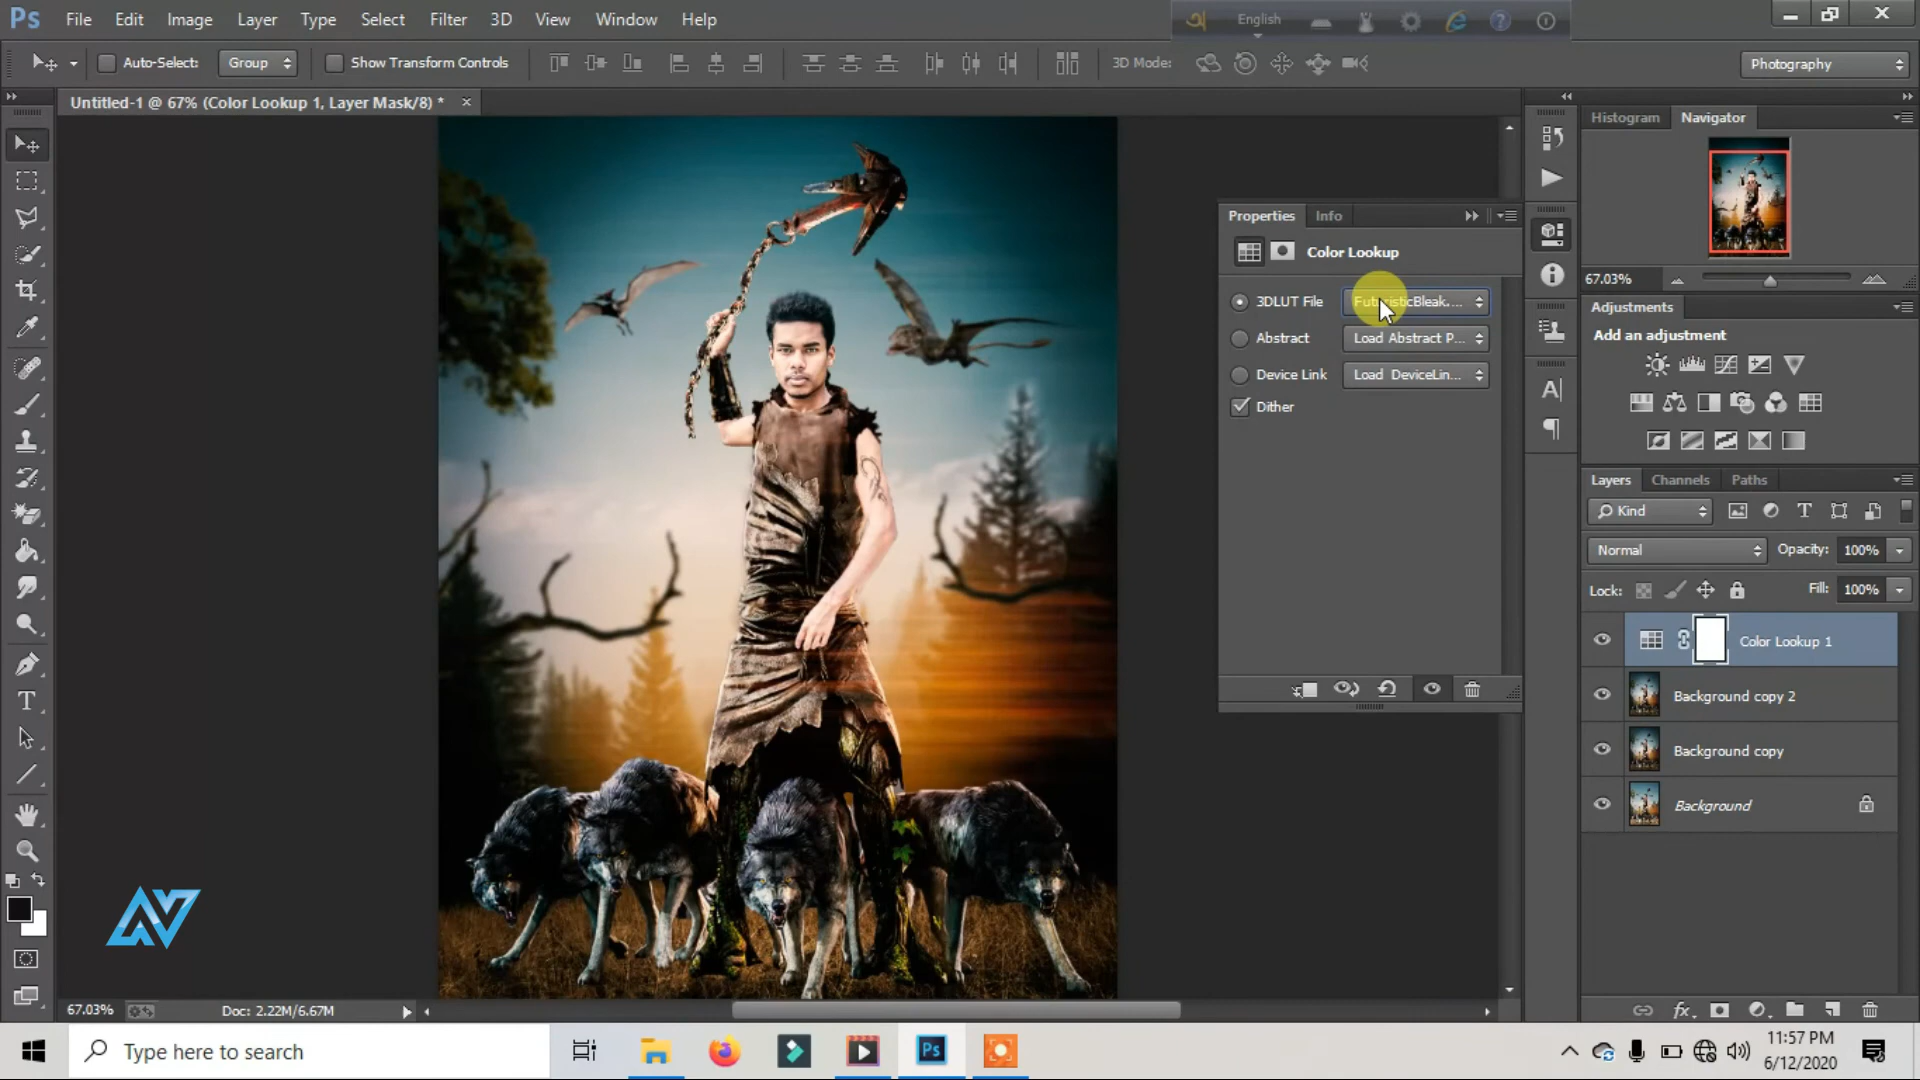 Ps File Edit Image Layer Type Select Filter 3D View Window Help
English
Auto-Select: Group Show Transform Controls 3D Mode: Photography
Untitled-1 @ 67% (Color Lookup 1, Layer Mask/8) *
Histogram Navigator
67.03%
Properties Info
Color Lookup
3DLUT File FuturisticBleak....
Abstract Load Abstract P...
Device Link Load DeviceLin...
Dither
Adjustments
Add an adjustment
Layers Channels Paths
Kind
Normal Opacity: 100%
Lock: Fill: 100%
Color Lookup 1
Background copy 2
Background copy
Background
67.03% Doc: 2.22M/6.67M
Type here to search
Ps
11:57 PM
6/12/2020